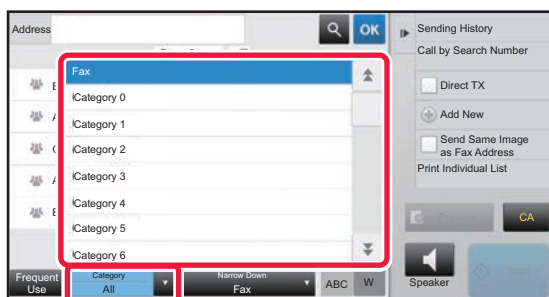 Address
OK
Sending History
Call by Search Number
Fax
Direct TX
Category 0
Add New
Category 1
Category 2
Send Same Image
as Fax Address
Category 3
Print Individual List
Category 4
Category 5
CA
Category 6
Frequent
Use
Category
All
Narrow Down
Fax
ABC
W
Speaker
Start